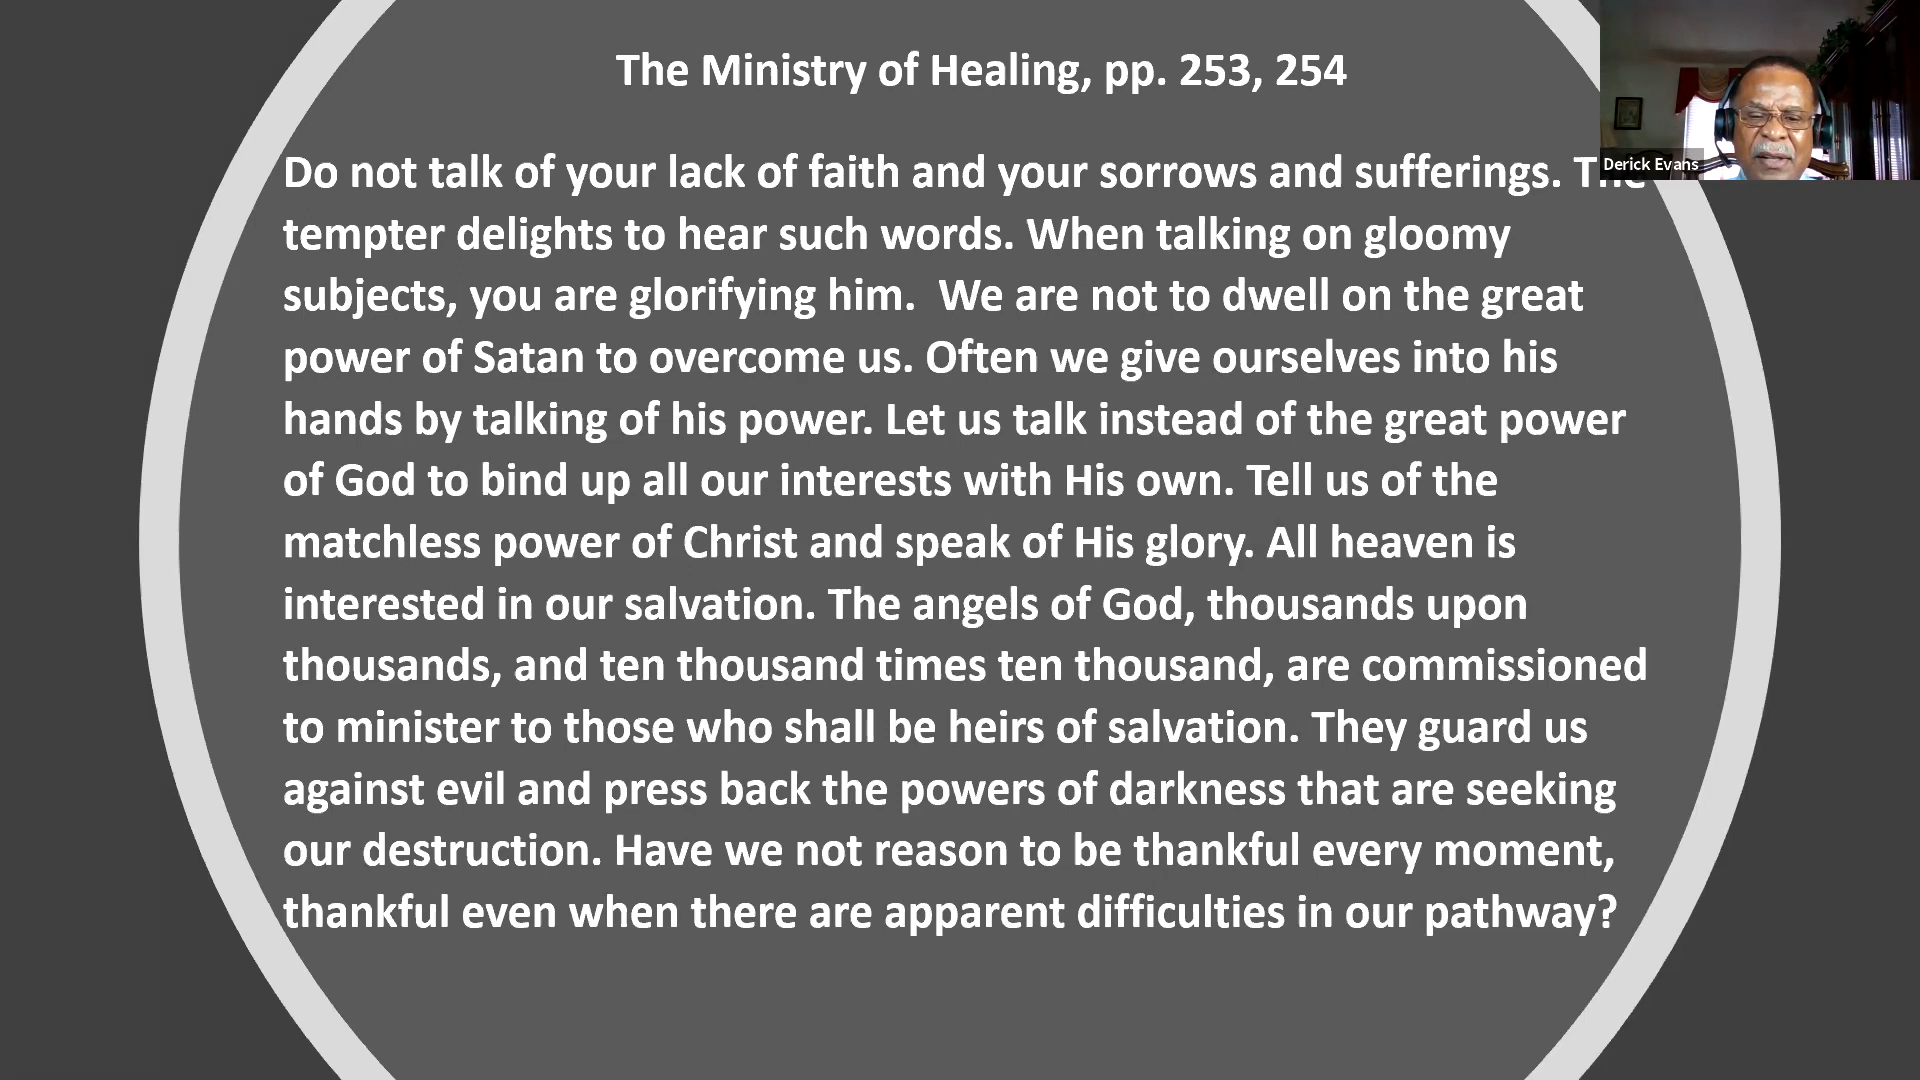 The Ministry of Healing, pp. 253, 254
Do not talk of your lack of faith and your sorrows and sufferings. The
tempter delights to hear such words. When talking on gloomy
subjects, you are glorifying him.  We are not to dwell on the great
power of Satan to overcome us. Often we give ourselves into his
hands by talking of his power. Let us talk instead of the great power
of God to bind up all our interests with His own. Tell us of the
matchless power of Christ and speak of His glory. All heaven is
interested in our salvation. The angels of God, thousands upon
thousands, and ten thousand times ten thousand, are commissioned
to minister to those who shall be heirs of salvation. They guard us
against evil and press back the powers of darkness that are seeking
our destruction. Have we not reason to be thankful every moment,
thankful even when there are apparent difficulties in our pathway?
Derick Evans